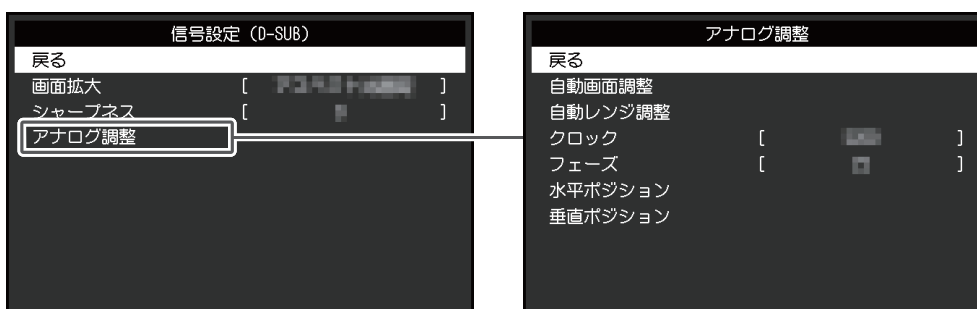 信号設定（D-SUB）
戻る
画面拡大 [ ]
シャープネス [ ]
アナログ調整
アナログ調整
戻る
自動画面調整
自動レンジ調整
クロック [ ]
フェーズ [ ]
水平ポジション
垂直ポジション